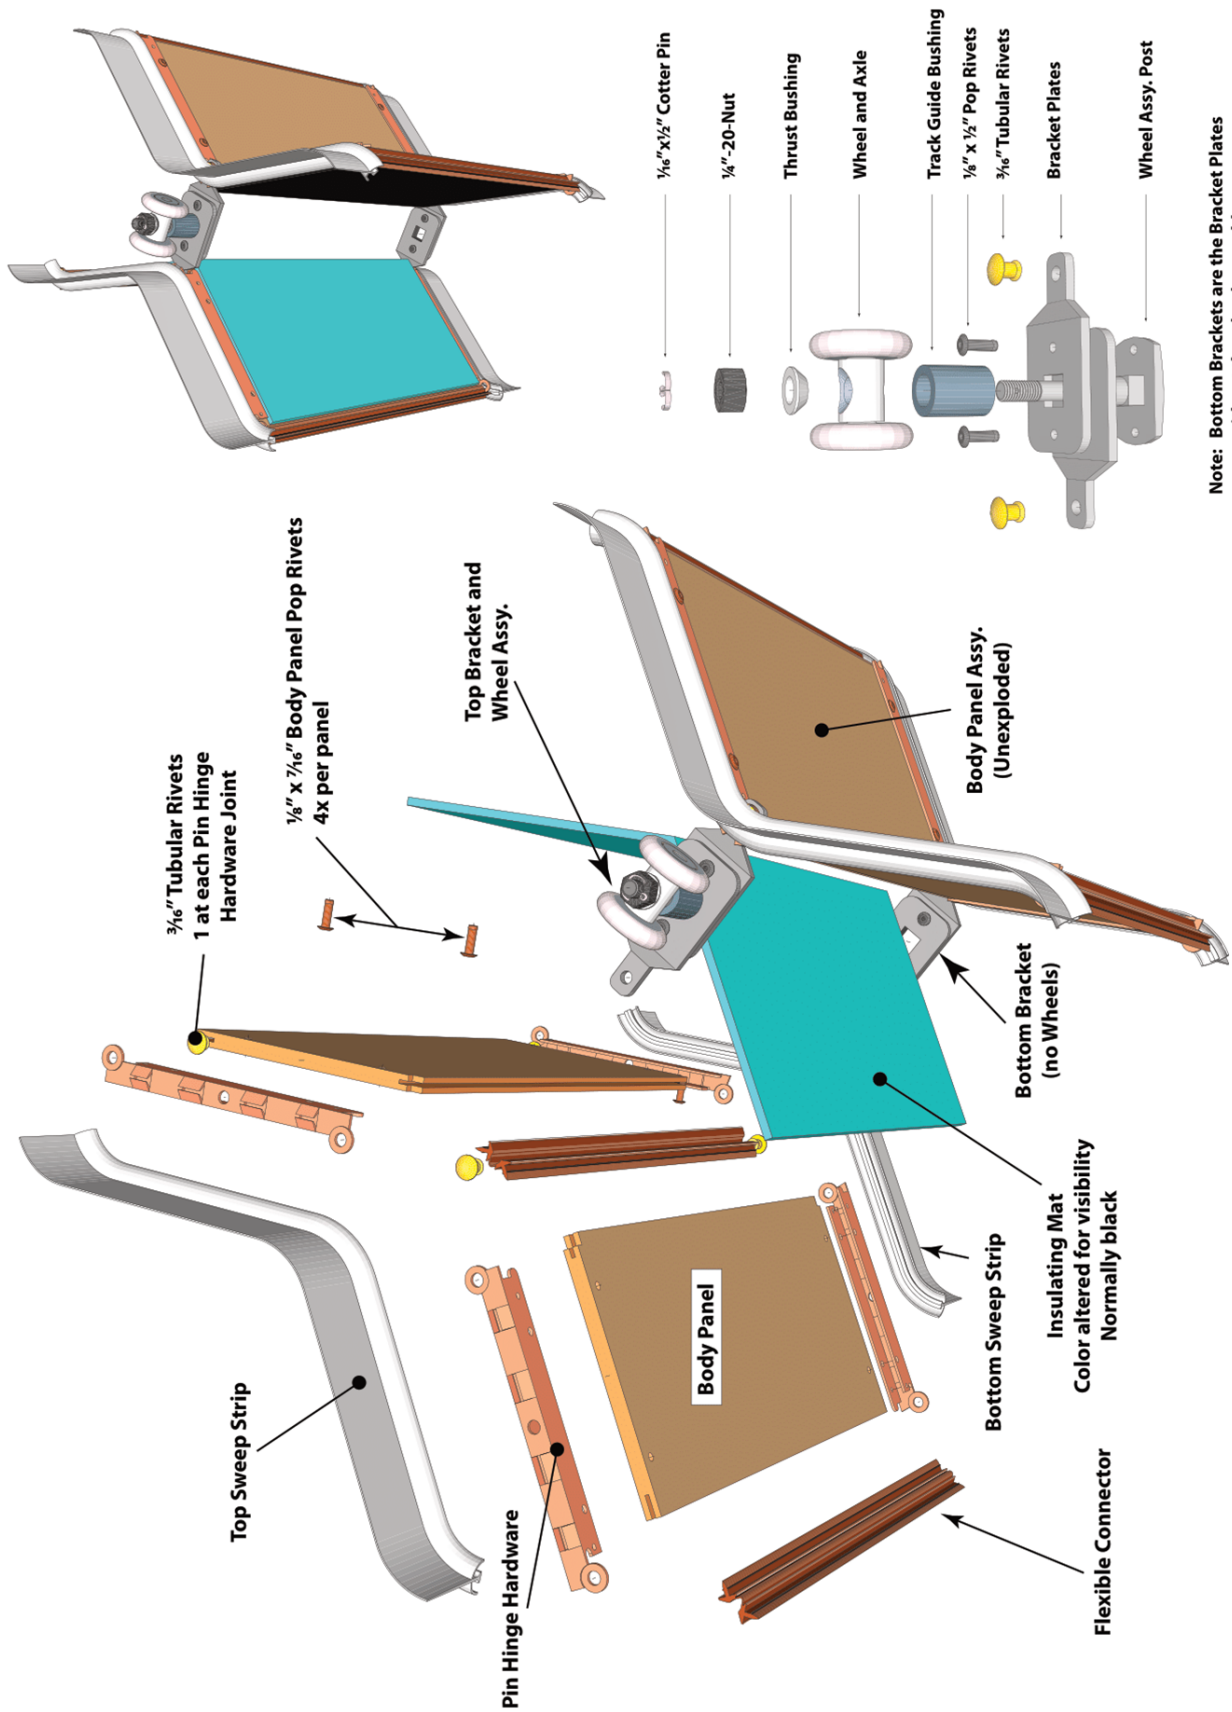 Top Sweep Strip
Pin Hinge Hardware
Body Panel
Flexible Connector
³⁄₁₆” Tubular Rivets
1 at each Pin Hinge
Hardware Joint
⅛” x ⁷⁄₁₆” Body Panel Pop Rivets
4x per panel
Top Bracket and
Wheel Assy.
Body Panel Assy.
(Unexploded)
Bottom Bracket
(no Wheels)
Insulating Mat
Color altered for visibility
Normally black
Bottom Sweep Strip
¹⁄₁₆”x½” Cotter Pin
¼”-20-Nut
Thrust Bushing
Wheel and Axle
Track Guide Bushing
⅛” x ½” Pop Rivets
³⁄₁₆” Tubular Rivets
Bracket Plates
Wheel Assy. Post
Note: Bottom Brackets are the Bracket Plates